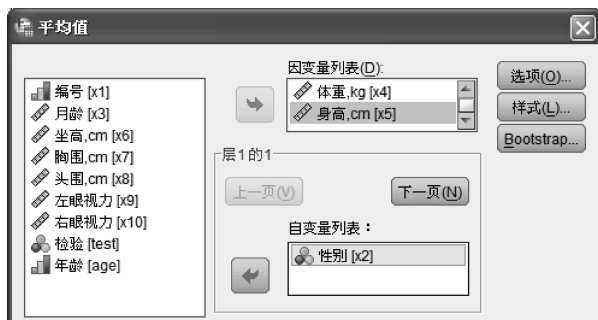 平均值
编号 [x1]
月龄 [x3]
坐高,cm [x6]
胸围,cm [x7]
头围,cm [x8]
左眼视力 [x9]
右眼视力 [x10]
检验 [test]
年龄 [age]
因变量列表(D):
体重,kg [x4]
身高,cm [x5]
层1的1
上一页(V)
下一页(N)
自变量列表：
性别 [x2]
选项(O)...
样式(L)...
Bootstrap...